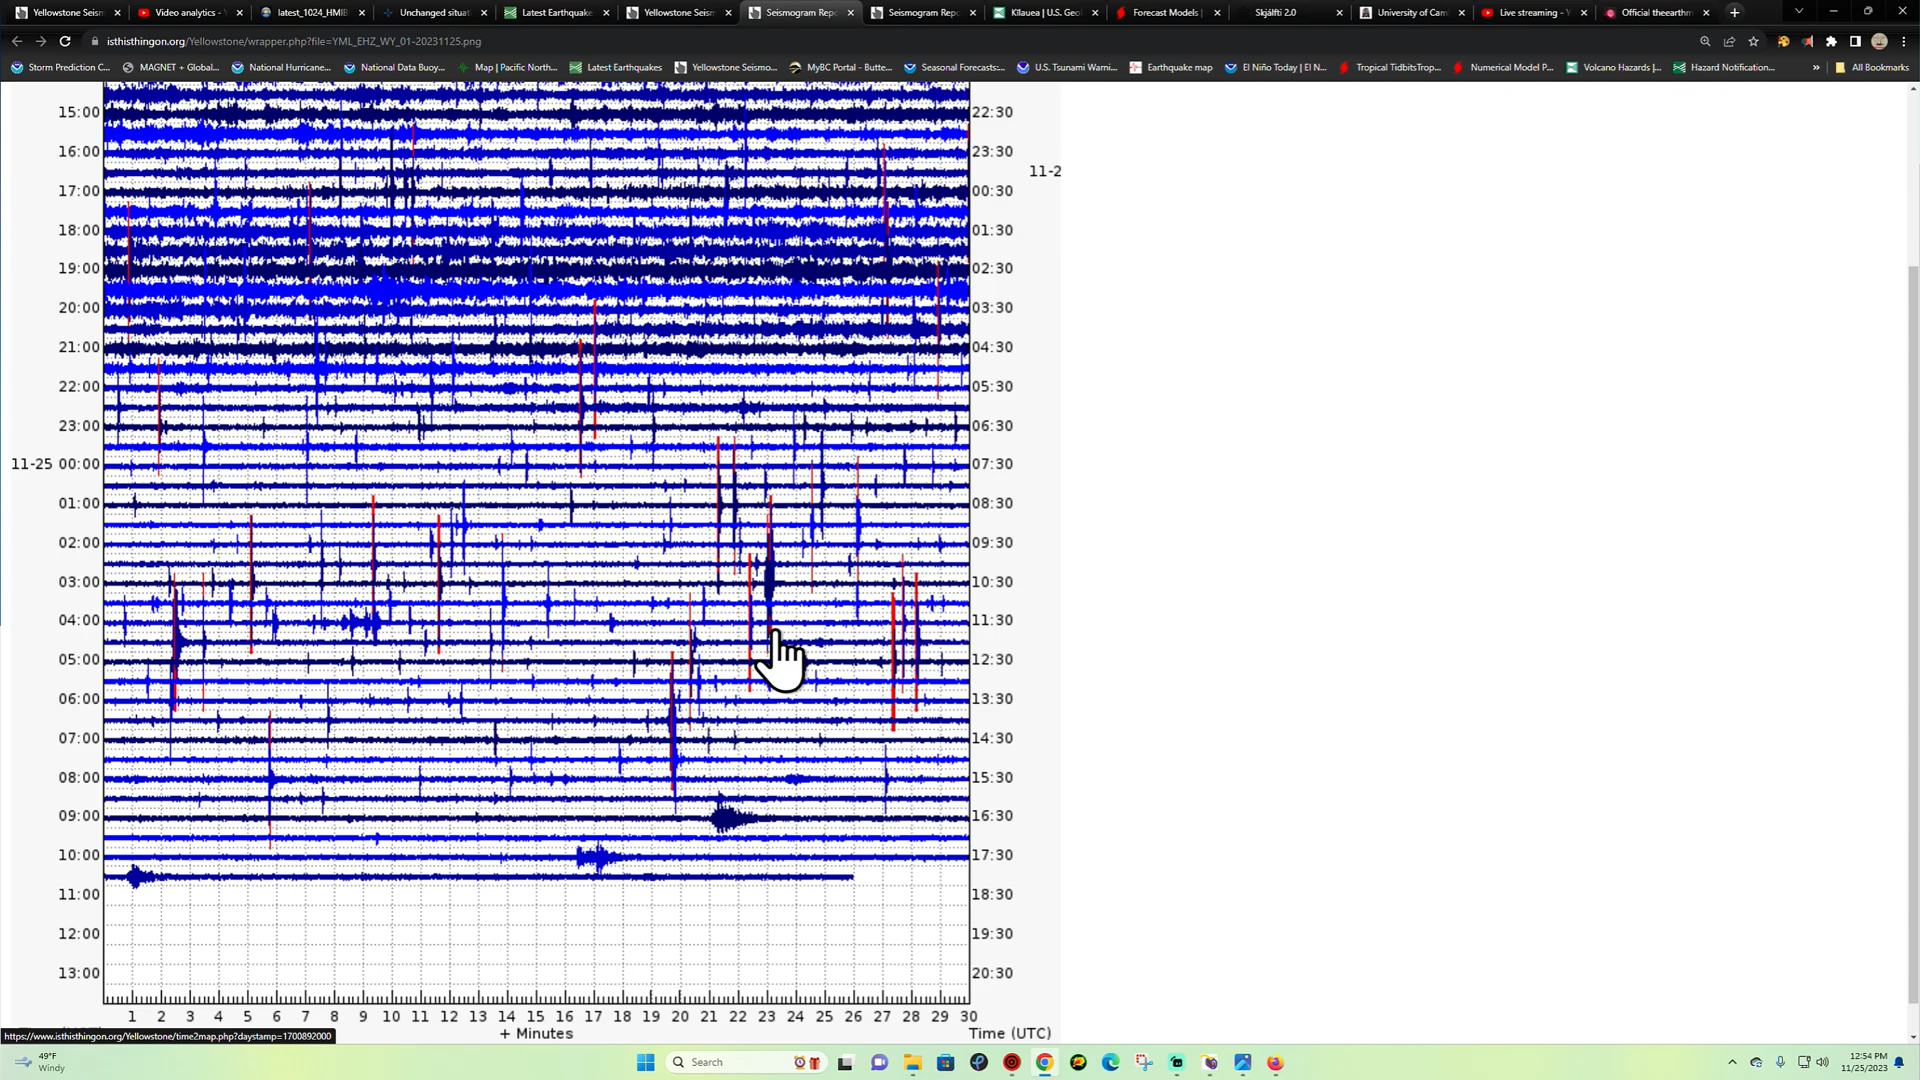 Yellowstone Seism
Video analytics -
latest_1024_HMIB
Unchanged situat
Latest Earthquake
Yellowstone Seism
Seismogram Repo
Seismogram Repo
Kīlauea | U.S. Geol
Forecast Models |
Skjálfti 2.0
University of Cam
Live streaming - Y
Official theearthm
isthisthingon.org/Yellowstone/wrapper.php?file=YML_EHZ_WY_01-20231125.png
Storm Prediction C...
MAGNET + Global...
National Hurricane...
National Data Buoy...
Map | Pacific North...
Latest Earthquakes
Yellowstone Seismo...
MyBC Portal - Butte...
Seasonal Forecasts:...
U.S. Tsunami Warni...
Earthquake map
El Niño Today | El N...
Tropical TidbitsTrop...
Numerical Model P...
Volcano Hazards |...
Hazard Notification...
»
All Bookmarks
15:00 22:30
16:00 23:30
11-2
17:00 00:30
18:00 01:30
19:00 02:30
20:00 03:30
21:00 04:30
22:00 05:30
23:00 06:30
11-25 00:00 07:30
01:00 08:30
02:00 09:30
03:00 10:30
04:00 11:30
05:00 12:30
06:00 13:30
07:00 14:30
08:00 15:30
09:00 16:30
10:00 17:30
11:00 18:30
12:00 19:30
13:00 20:30
1 2 3 4 5 6 7 8 9 10 11 12 13 14 15 16 17 18 19 20 21 22 23 24 25 26 27 28 29 30
+ Minutes Time (UTC)
https://www.isthisthingon.org/Yellowstone/time2map.php?daystamp=1700892000
49°F
Windy
Search
12:54 PM
11/25/2023